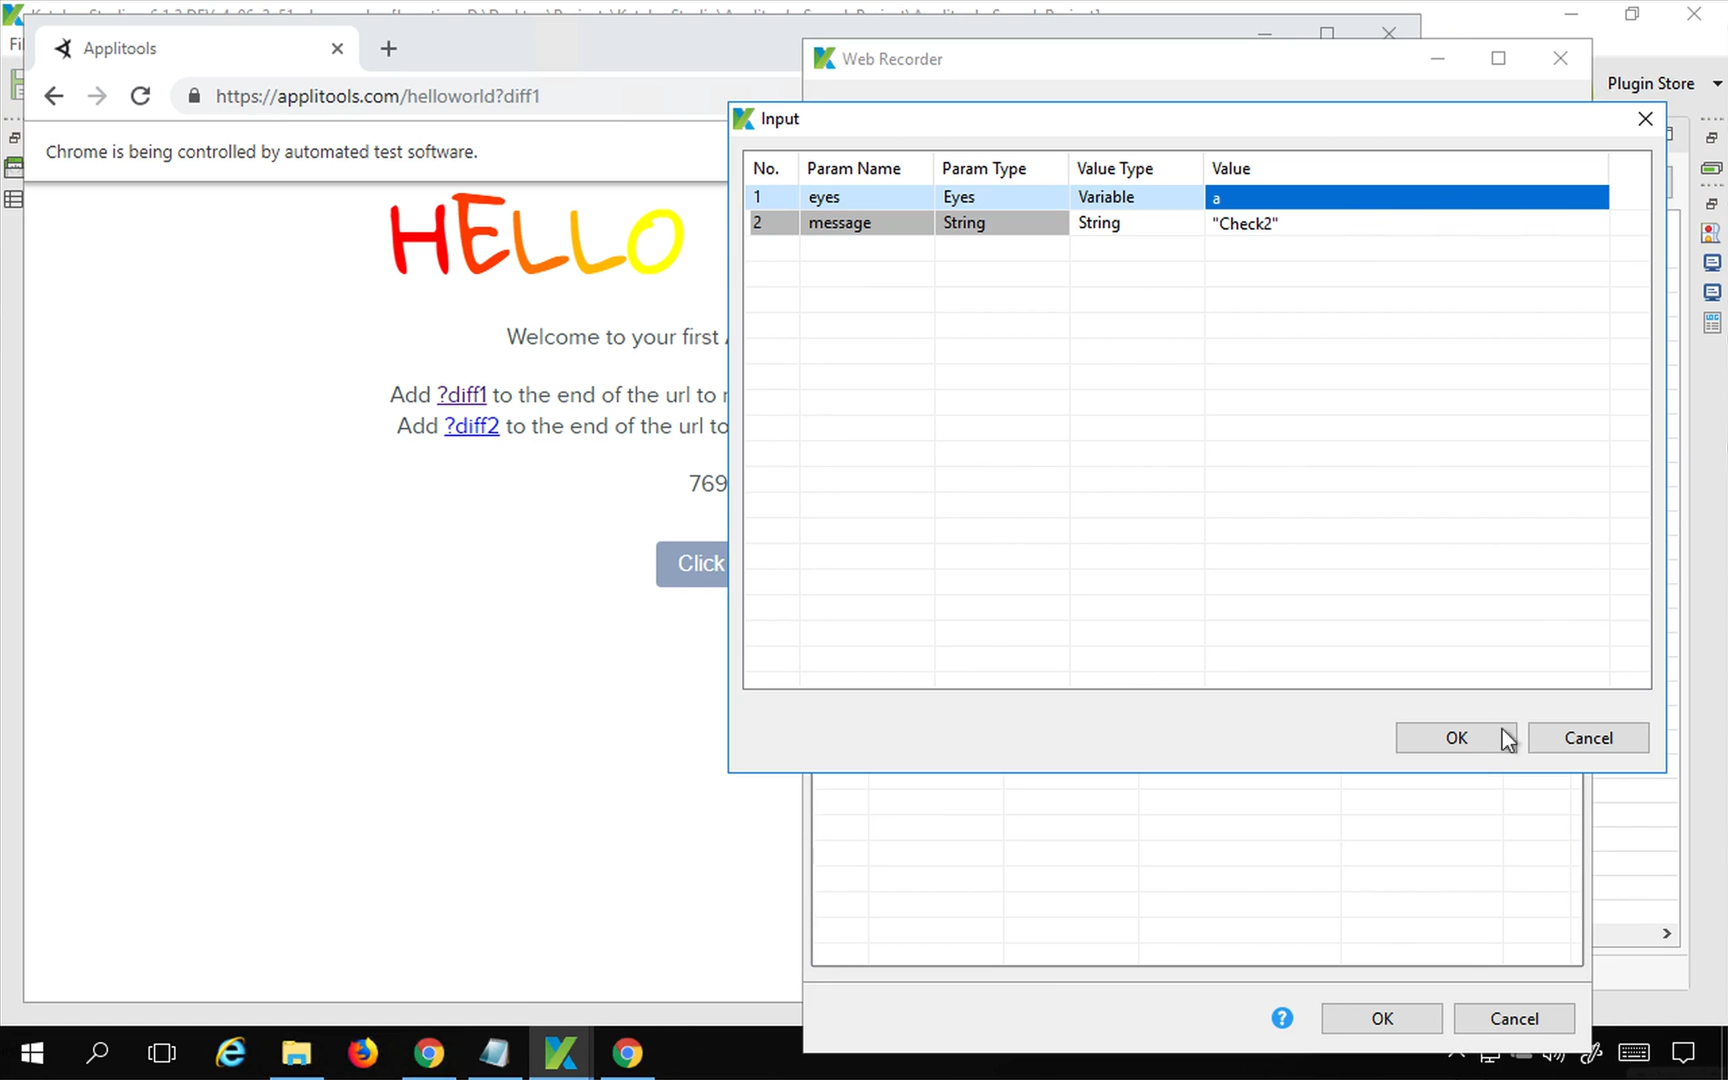 Applitools
Web Recorder
Plugin Store
https://applitools.com/helloworld?diff1
Input
Chrome is being controlled by automated test software.
No. Param Name Param Type Value Type Value
1 eyes Eyes Variable a
2 message String String "Check2"
HELLO
Welcome to your first
Add ?diff1 to the end of the url to
Add ?diff2 to the end of the url to
769
Click
OK Cancel
OK Cancel